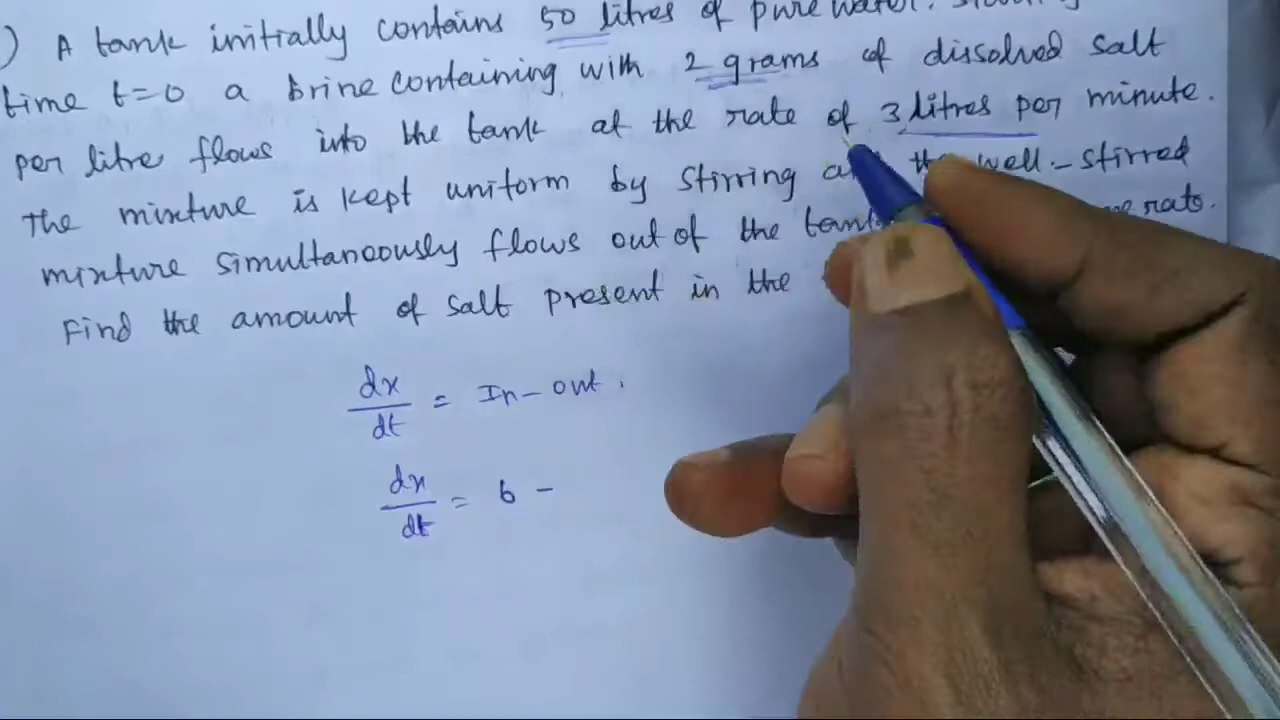 ) A tank initially contains 50 litres of pure water.
time t=0 a brine containing with 2 grams of dissolved salt
per litre flows into the tank at the rate of 3 litres per minute.
The mixture is kept uniform by stirring the well-stirred
mixture simultaneously flows out of the rate.
Find the amount of salt present in the
dx/dt = In - out.
dx/dt = 6 -